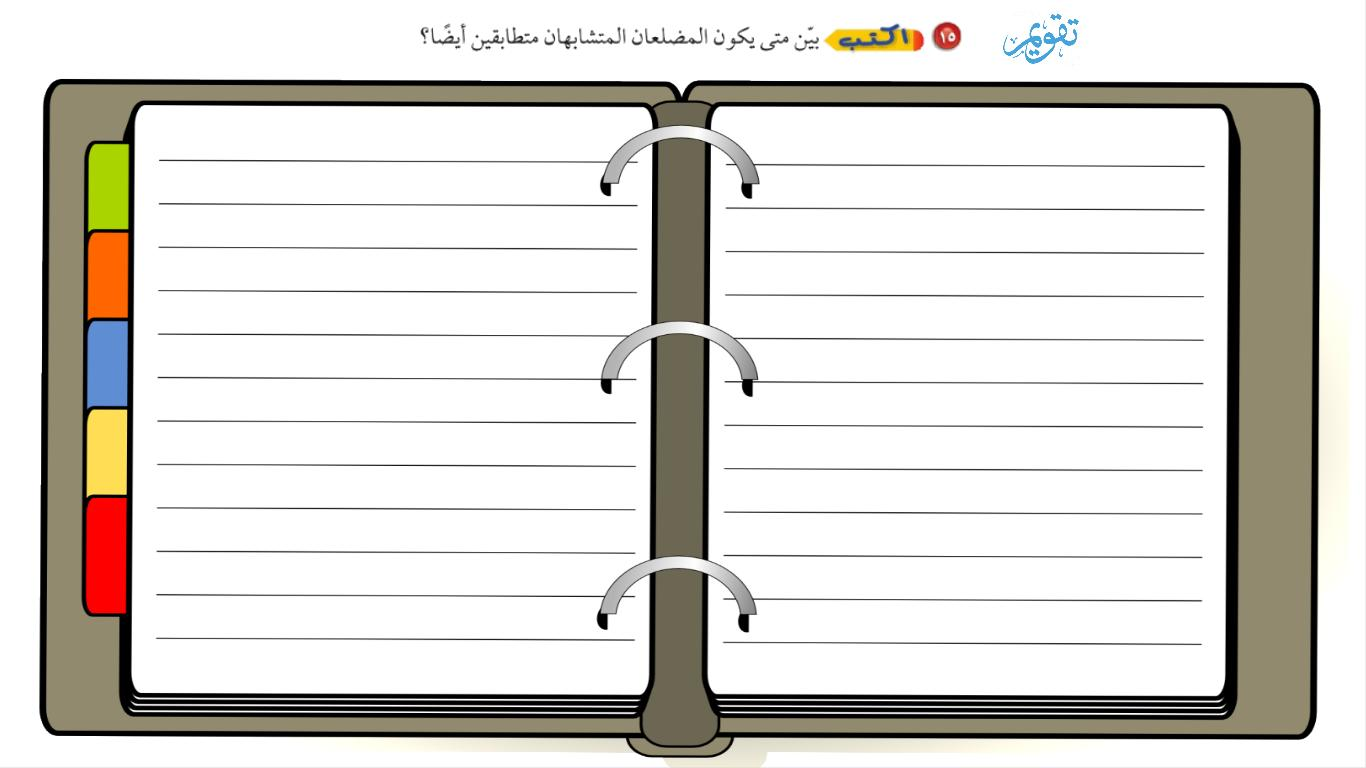 تقويم
١٥ اكتب بيّن متى يكون المضلعان المتشابهان متطابقين أيضًا؟